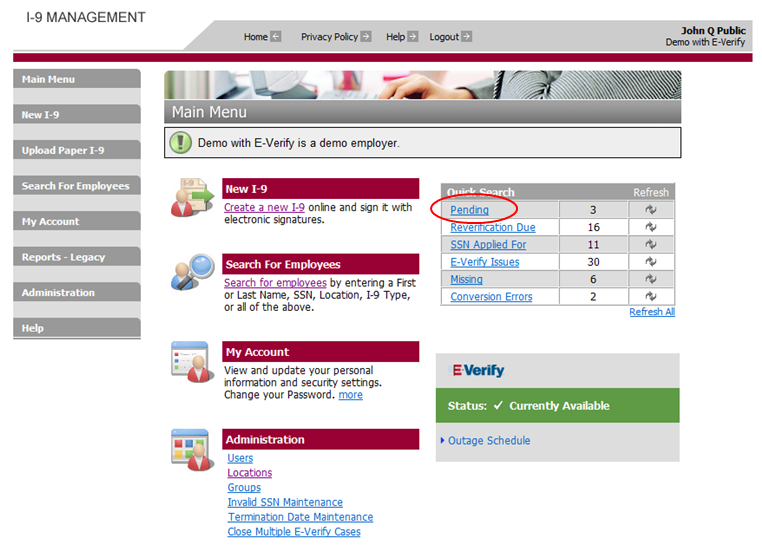 I-9 MANAGEMENT
Home Privacy Policy Help Logout
John Q Public
Demo with E-Verify
Main Menu
New I-9
Upload Paper I-9
Search For Employees
My Account
Reports - Legacy
Administration
Help
Main Menu
Demo with E-Verify is a demo employer.
New I-9
Create a new I-9 online and sign it with
electronic signatures.
Search For Employees
Search for employees by entering a First
or Last Name, SSN, Location, I-9 Type,
or all of the above.
My Account
View and update your personal
information and security settings.
Change your Password. more
Administration
Users
Locations
Groups
Invalid SSN Maintenance
Termination Date Maintenance
Close Multiple E-Verify Cases
Quick Search Refresh
Pending 3
Reverification Due 16
SSN Applied For 11
E-Verify Issues 30
Missing 6
Conversion Errors 2
Refresh All
E-Verify
Status: ✓ Currently Available
Outage Schedule